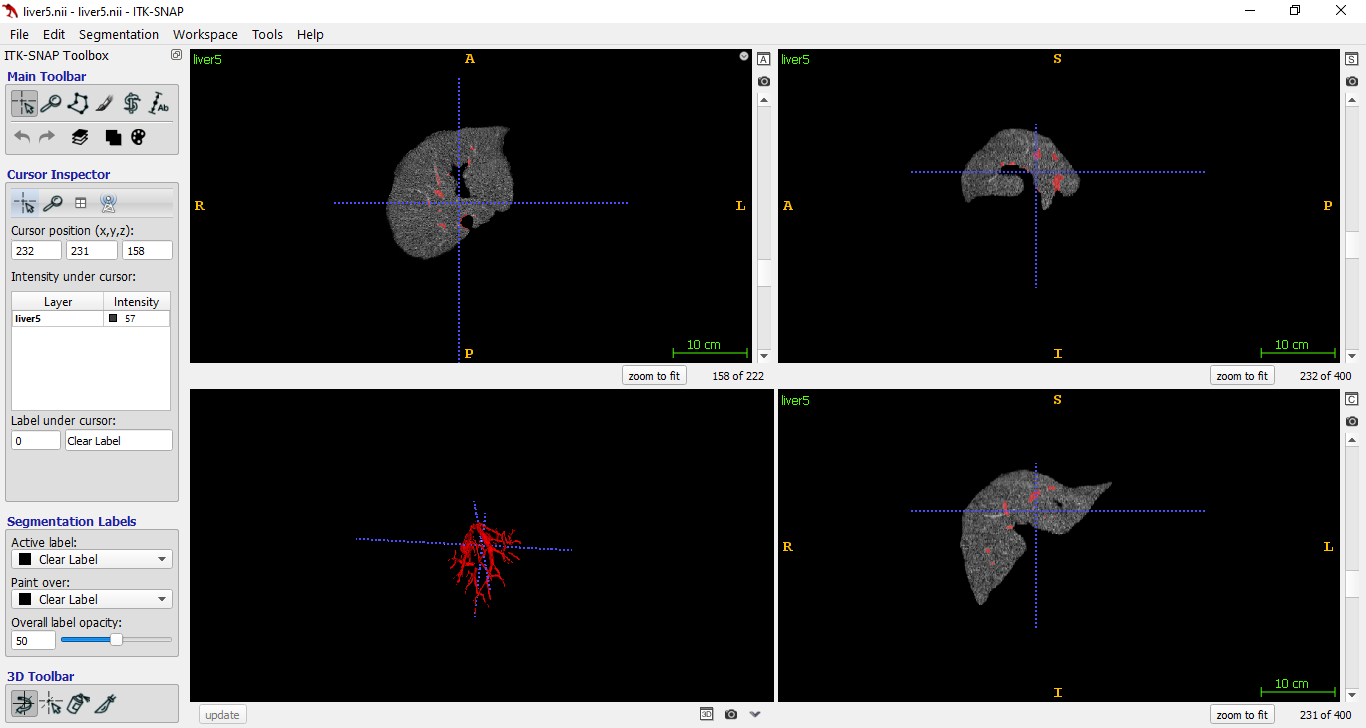 liver5.nii - liver5.nii - ITK-SNAP
File Edit Segmentation Workspace Tools Help
ITK-SNAP Toolbox
Main Toolbar
Ab
Cursor Inspector
Cursor position (x,y,z):
232 231 158
Intensity under cursor:
Layer Intensity
liver5 57
Label under cursor:
0 Clear Label
Segmentation Labels
Active label:
Clear Label
Paint over:
Clear Label
Overall label opacity:
50
3D Toolbar
liver5 A A
R L
P 10 cm
zoom to fit 158 of 222
liver5 S S
A P
I 10 cm
zoom to fit 232 of 400
update 3D
liver5 S C
R L
I 10 cm
zoom to fit 231 of 400